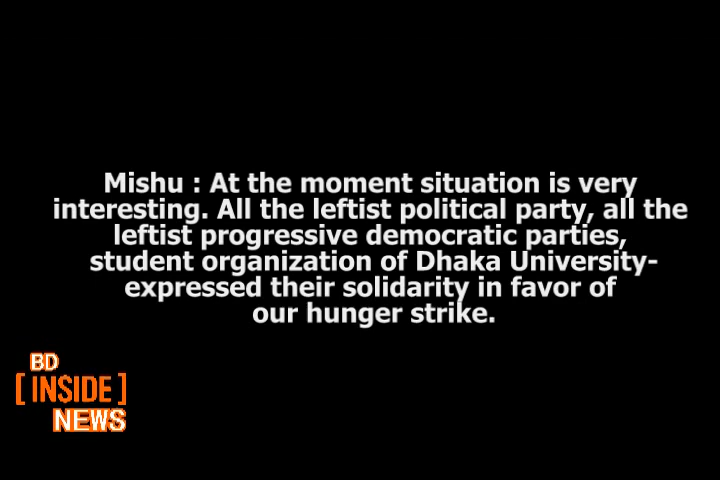 Mishu : At the moment situation is very
interesting. All the leftist political party, all the
leftist progressive democratic parties,
student organization of Dhaka University-
expressed their solidarity in favor of
our hunger strike.
BD
[ INSIDE ]
NEWS